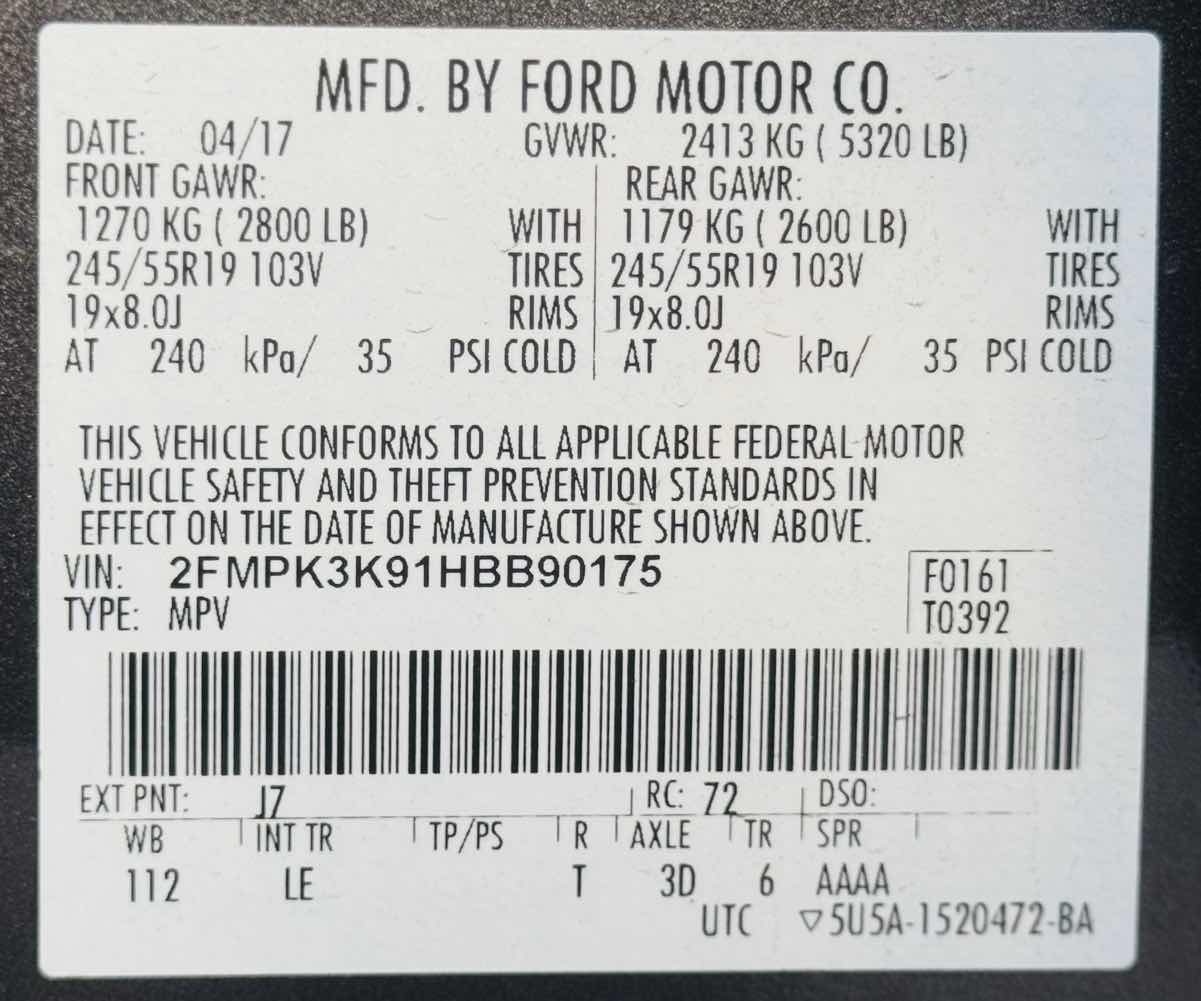 MFD. BY FORD MOTOR CO.
DATE: 04/17 GVWR: 2413 KG ( 5320 LB)
FRONT GAWR: REAR GAWR:
1270 KG ( 2800 LB) WITH 1179 KG ( 2600 LB) WITH
245/55R19 103V TIRES 245/55R19 103V TIRES
19x8.0J RIMS 19x8.0J RIMS
AT 240 kPa/ 35 PSI COLD AT 240 kPa/ 35 PSI COLD
THIS VEHICLE CONFORMS TO ALL APPLICABLE FEDERAL MOTOR
VEHICLE SAFETY AND THEFT PREVENTION STANDARDS IN
EFFECT ON THE DATE OF MANUFACTURE SHOWN ABOVE.
VIN: 2FMPK3K91HBB90175 F0161
TYPE: MPV T0392
EXT PNT: J7 RC: 72 DSO:
WB INT TR TP/PS R AXLE TR SPR
112 LE T 3D 6 AAAA
UTC ▽5U5A-1520472-BA